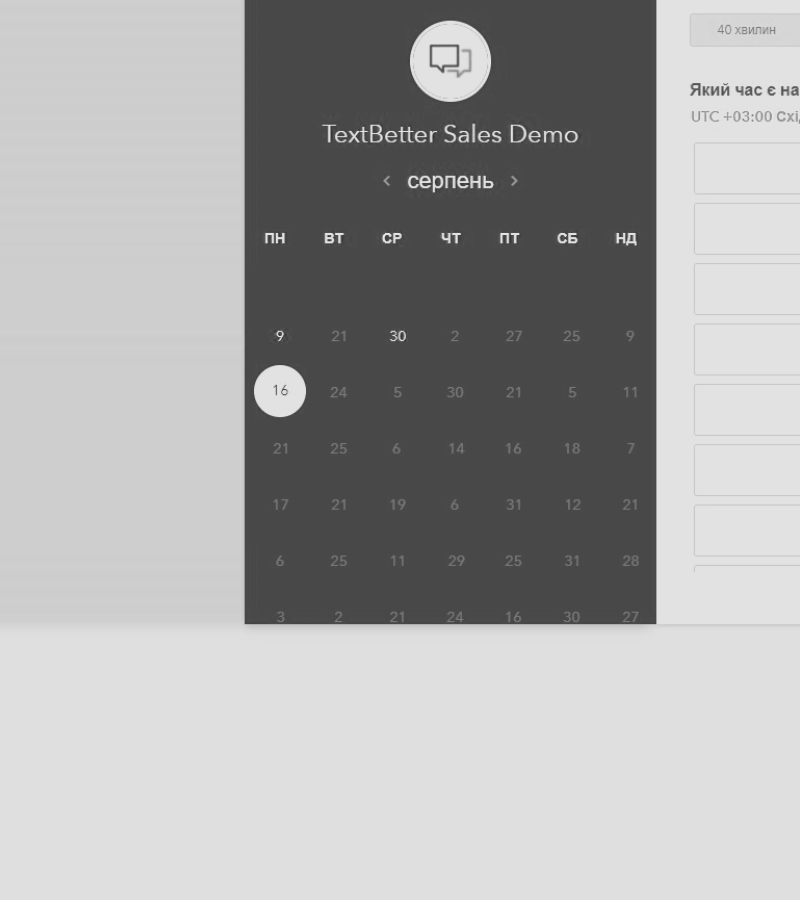 40 хвилин
TextBetter Sales Demo
Який час є на
UTC +03:00 Схі
серпень
ПН ВТ СР ЧТ ПТ СБ НД
9 21 30 2 27 25 9
16 24 5 30 21 5 11
21 25 6 14 16 18 7
17 21 19 6 31 12 21
6 25 11 29 25 31 28
3 2 21 24 16 30 27